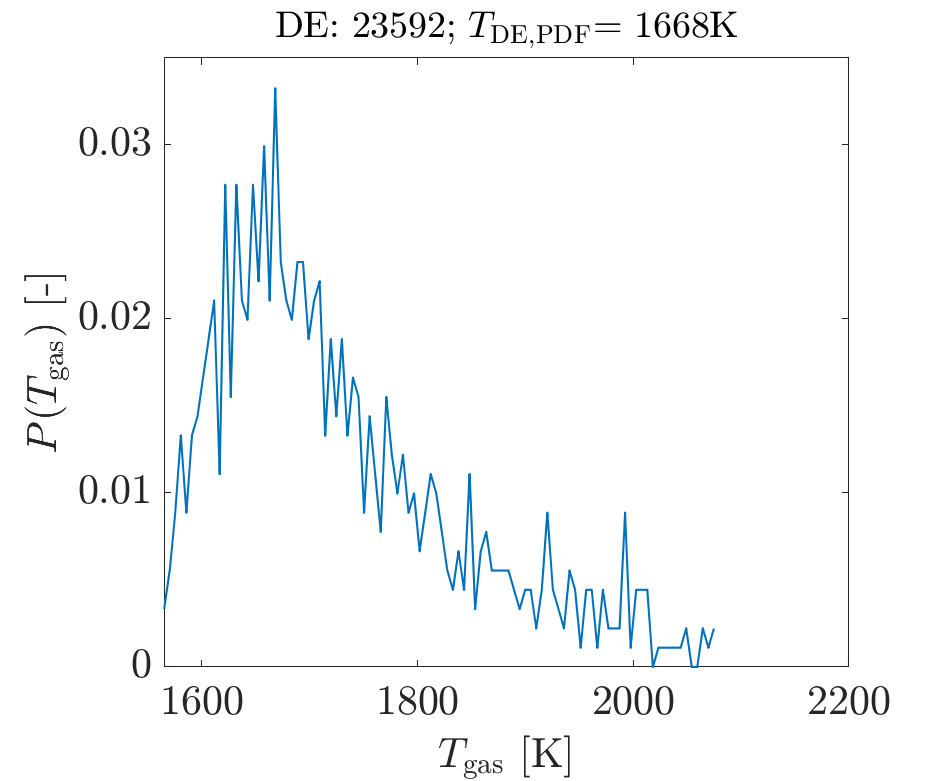 DE: 23592; T_DE,PDF= 1668K
0.03
0.02
0.01
0
P(T_gas) [-]
1600 1800 2000 2200
T_gas [K]